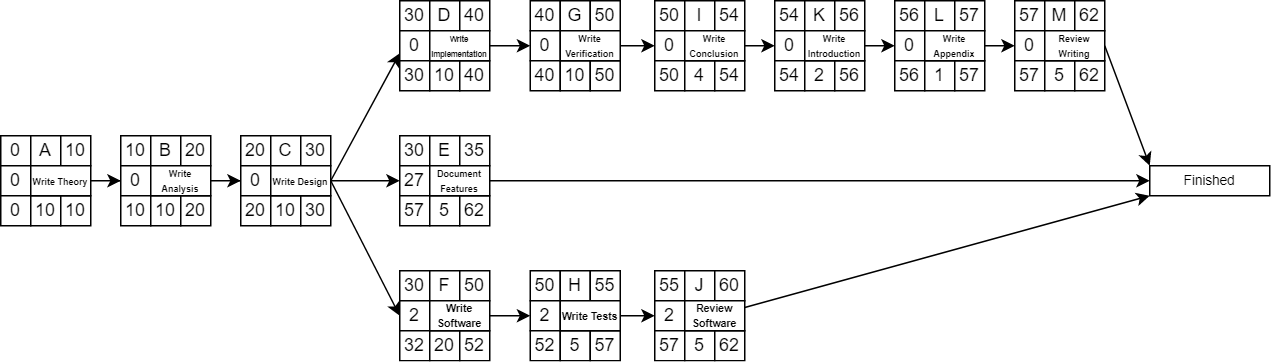 30 D 40
0 Write Implementation
30 10 40
40 G 50
0 Write Verification
40 10 50
50 I 54
0 Write Conclusion
50 4 54
54 K 56
0 Write Introduction
54 2 56
56 L 57
0 Write Appendix
56 1 57
57 M 62
0 Review Writing
57 5 62
0 A 10
0 Write Theory
0 10 10
10 B 20
0 Write Analysis
10 10 20
20 C 30
0 Write Design
20 10 30
30 E 35
27 Document Features
57 5 62
Finished
30 F 50
2 Write Software
32 20 52
50 H 55
2 Write Tests
52 5 57
55 J 60
2 Review Software
57 5 62